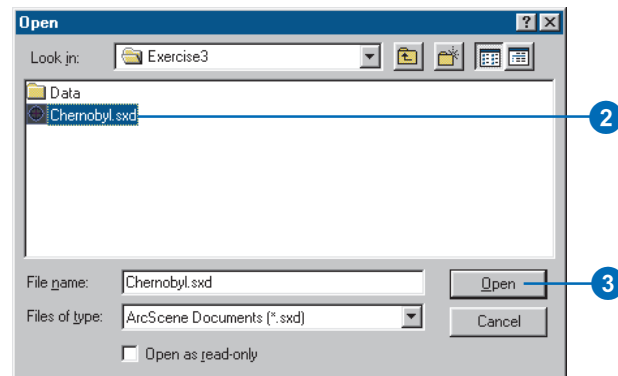 Open
Look in: Exercise3
Data
Chernobyl.sxd 2
File name: Chernobyl.sxd Open 3
Files of type: ArcScene Documents (*.sxd) Cancel
Open as read-only